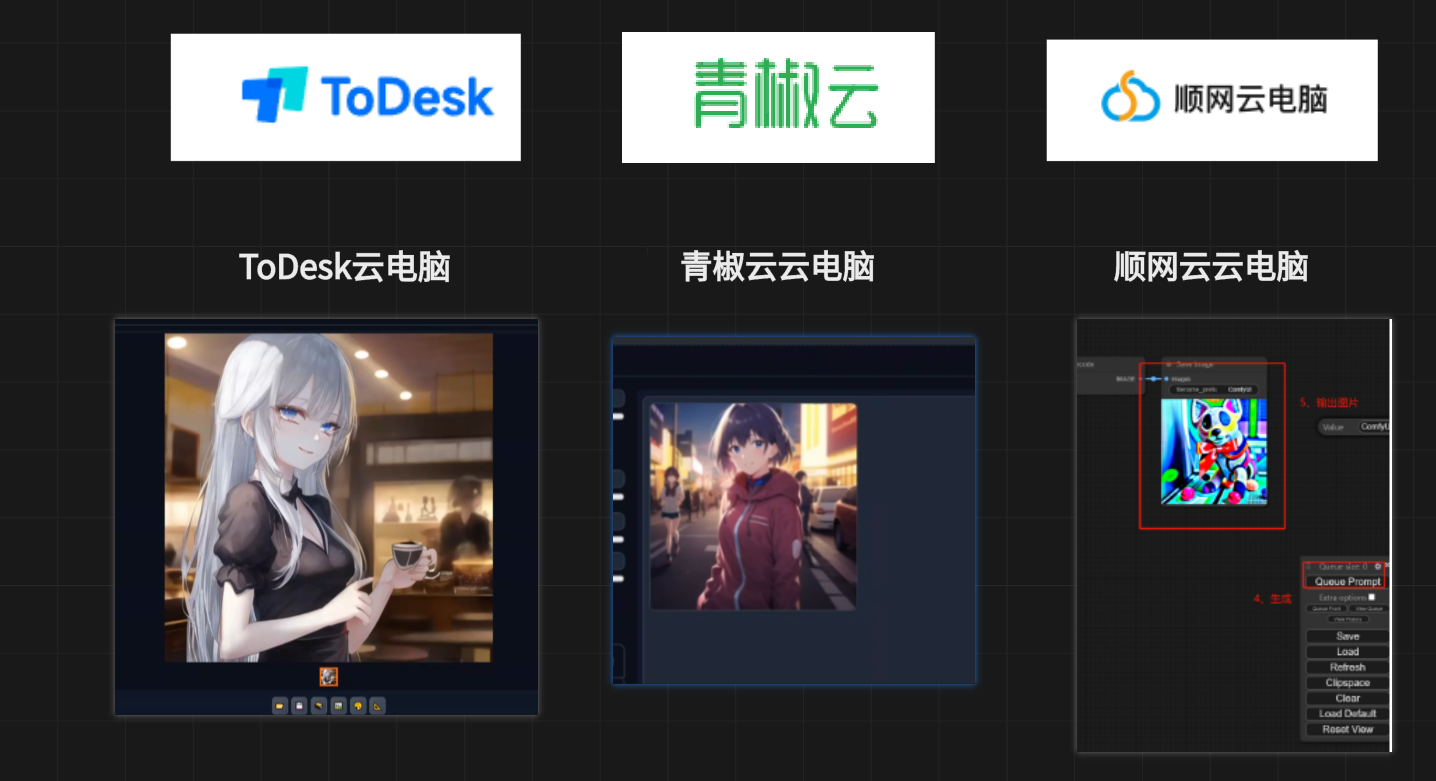 ToDesk
青椒云
顺网云电脑
ToDesk云电脑
青椒云云电脑
顺网云云电脑
Save Image
IMAGE
images
filename_prefix ComfyUI
5、输出图片
Value ComfyU
Queue size: 0
Queue Prompt
4、生成
Extra options
Queue Front View Queue
View History
Save
Load
Refresh
Clipspace
Clear
Load Default
Reset View